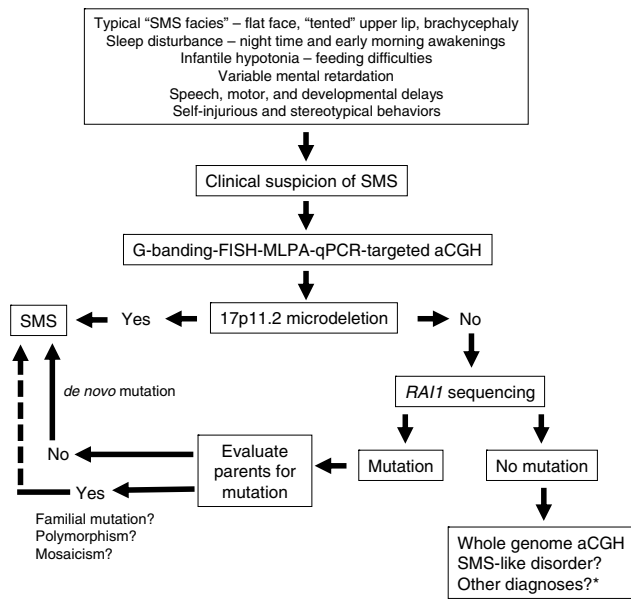 Typical “SMS facies” – flat face, “tented” upper lip, brachycephaly
Sleep disturbance – night time and early morning awakenings
Infantile hypotonia – feeding difficulties
Variable mental retardation
Speech, motor, and developmental delays
Self-injurious and stereotypical behaviors
Clinical suspicion of SMS
G-banding-FISH-MLPA-qPCR-targeted aCGH
SMS
Yes
17p11.2 microdeletion
No
de novo mutation
RAI1 sequencing
No
Evaluate
parents for
mutation
Mutation
No mutation
Yes
Familial mutation?
Polymorphism?
Mosaicism?
Whole genome aCGH
SMS-like disorder?
Other diagnoses?*